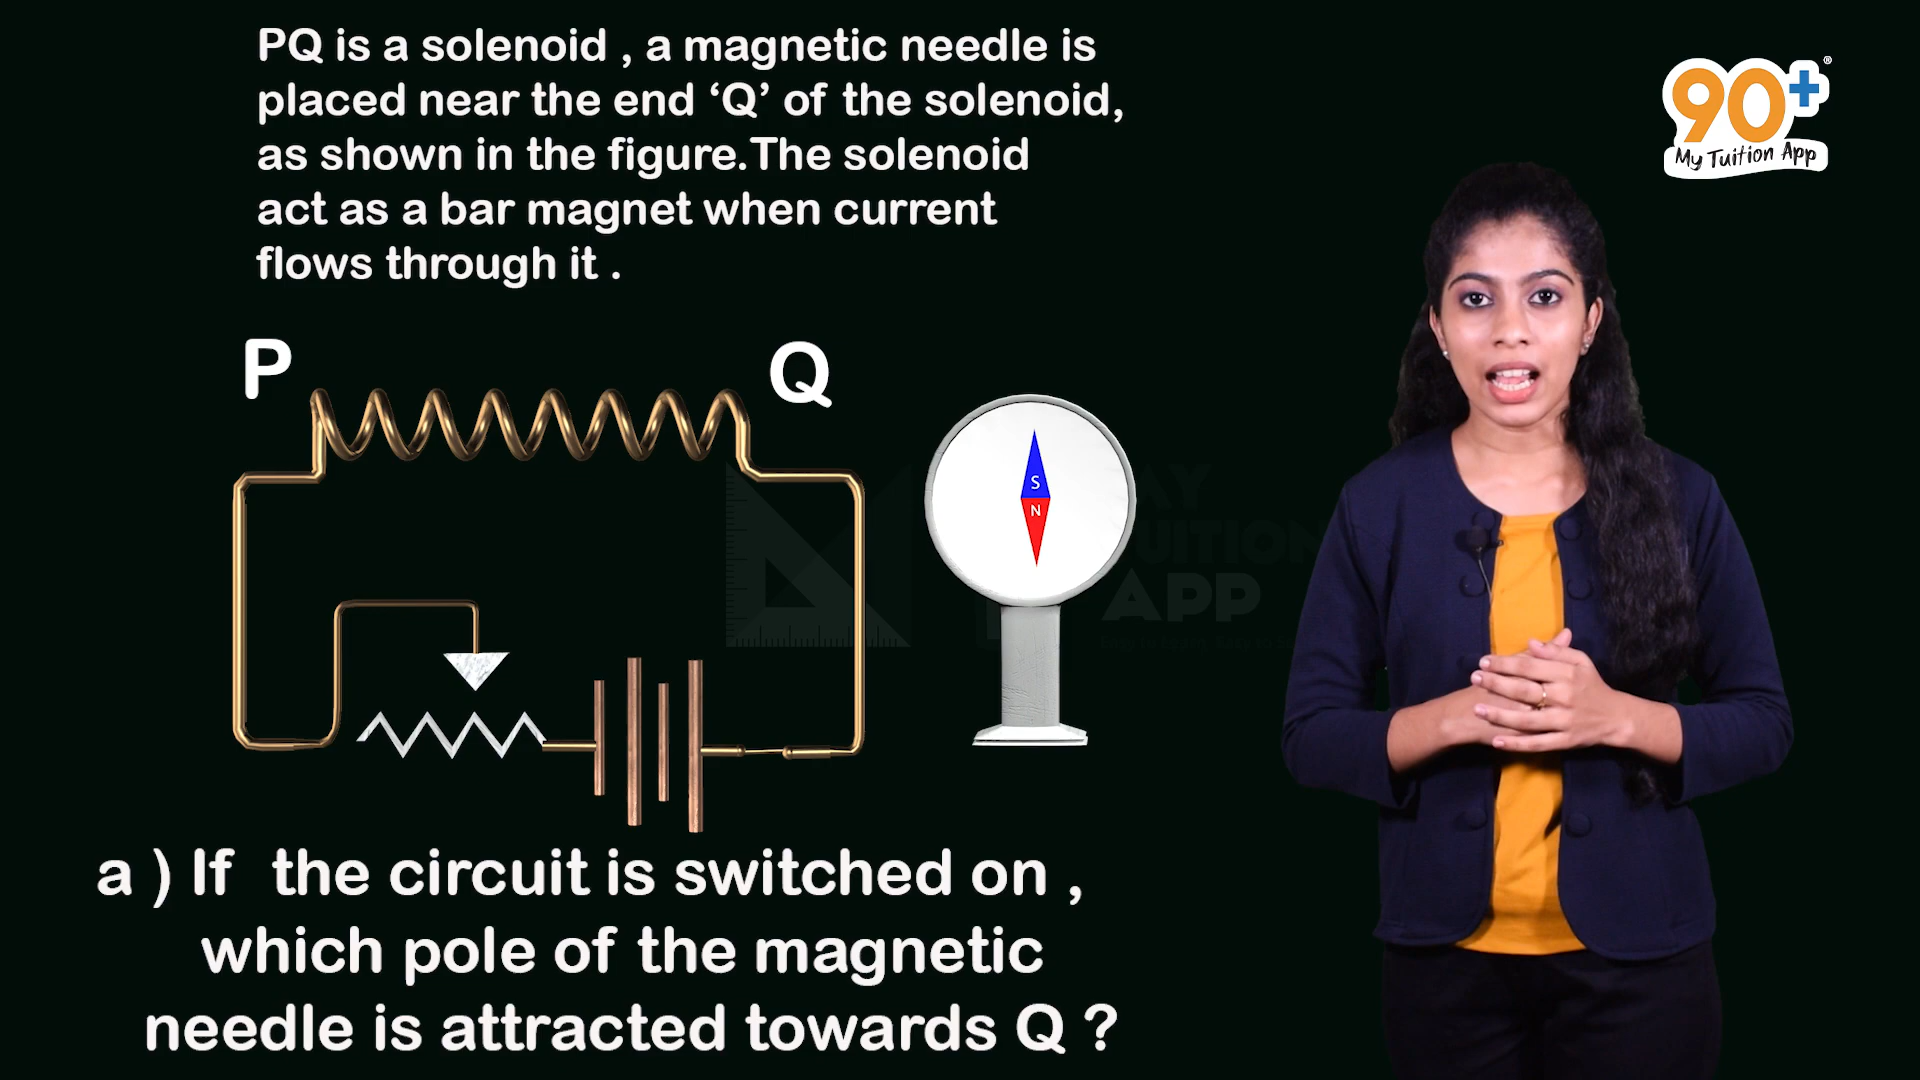 PQ is a solenoid , a magnetic needle is
placed near the end ‘Q’ of the solenoid,
as shown in the figure.The solenoid
act as a bar magnet when current
flows through it .
90+
®
My Tuition App
P
Q
S
N
TUITION
APP
a ) If the circuit is switched on ,
which pole of the magnetic
needle is attracted towards Q ?